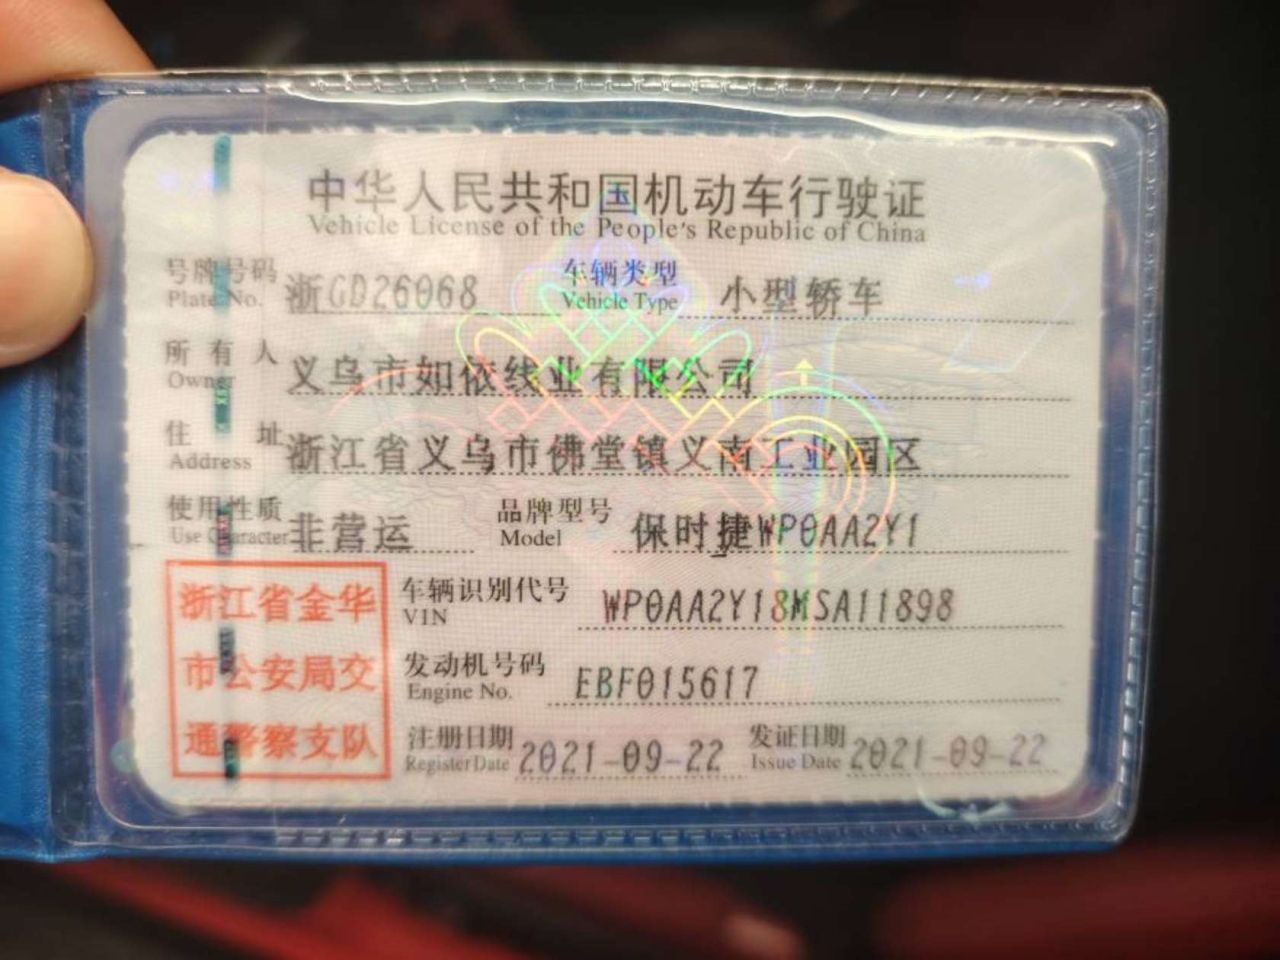 中华人民共和国机动车行驶证
Vehicle License of the People's Republic of China
号牌号码 浙GD26068 车辆类型 小型轿车
Plate No. Vehicle Type
所有人 义乌市如依线业有限公司
Owner
住址 浙江省义乌市佛堂镇义南工业园区
Address
使用性质 非营运 品牌型号 保时捷WP0AA2Y1
Use Character Model
浙江省金华
市公安局交
通警察支队
车辆识别代号 WP0AA2Y18MSA11898
VIN
发动机号码 EBF015617
Engine No.
注册日期 2021-09-22 发证日期 2021-09-22
Register Date Issue Date